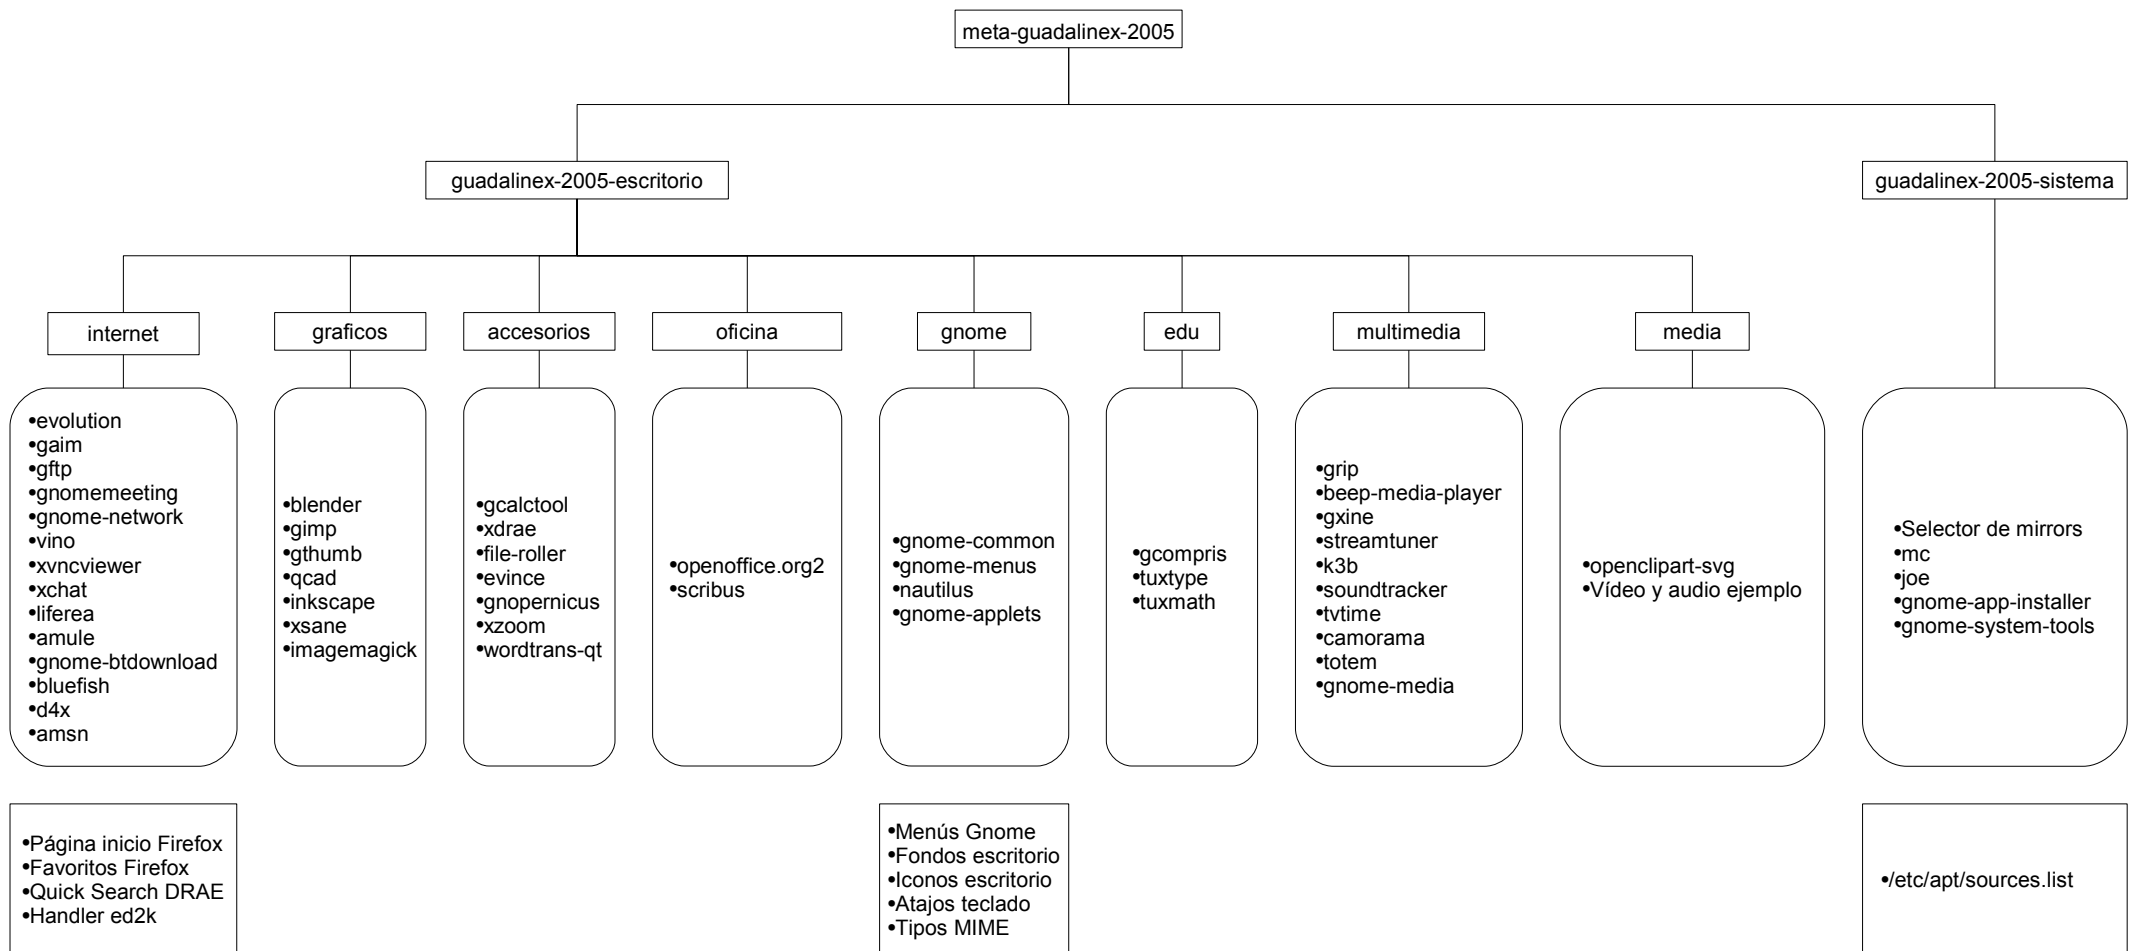 meta-guadalinex-2005
guadalinex-2005-escritorio
guadalinex-2005-sistema
internet
graficos
accesorios
oficina
gnome
edu
multimedia
media
•evolution
•gaim
•gftp
•gnomemeeting
•gnome-network
•vino
•xvncviewer
•xchat
•liferea
•amule
•gnome-btdownload
•bluefish
•d4x
•amsn
•blender
•gimp
•gthumb
•qcad
•inkscape
•xsane
•imagemagick
•gcalctool
•xdrae
•file-roller
•evince
•gnopernicus
•xzoom
•wordtrans-qt
•openoffice.org2
•scribus
•gnome-common
•gnome-menus
•nautilus
•gnome-applets
•gcompris
•tuxtype
•tuxmath
•grip
•beep-media-player
•gxine
•streamtuner
•k3b
•soundtracker
•tvtime
•camorama
•totem
•gnome-media
•openclipart-svg
•Vídeo y audio ejemplo
•Selector de mirrors
•mc
•joe
•gnome-app-installer
•gnome-system-tools
•Página inicio Firefox
•Favoritos Firefox
•Quick Search DRAE
•Handler ed2k
•Menús Gnome
•Fondos escritorio
•Iconos escritorio
•Atajos teclado
•Tipos MIME
•/etc/apt/sources.list